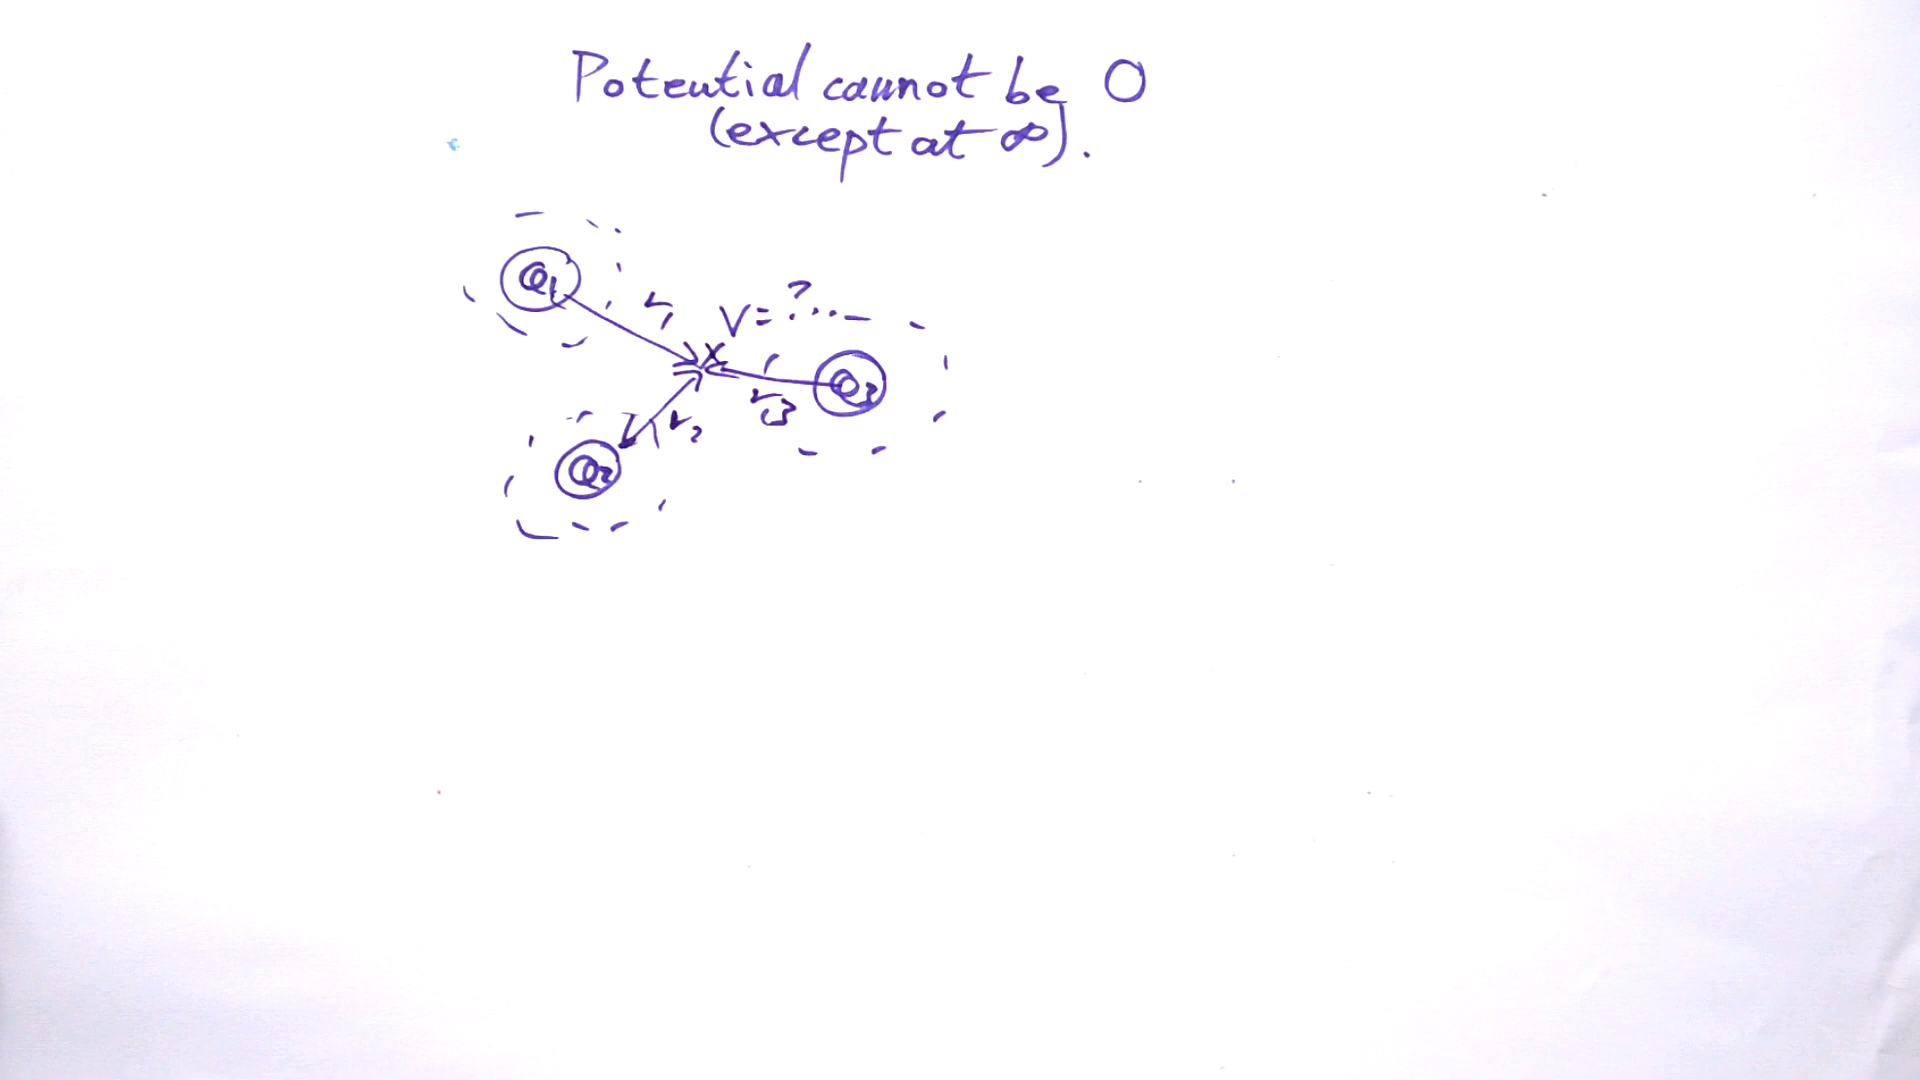 Potential cannot be 0
(except at ∞).
Q1
r1
V = ?...
Q3
r3
r2
Q2